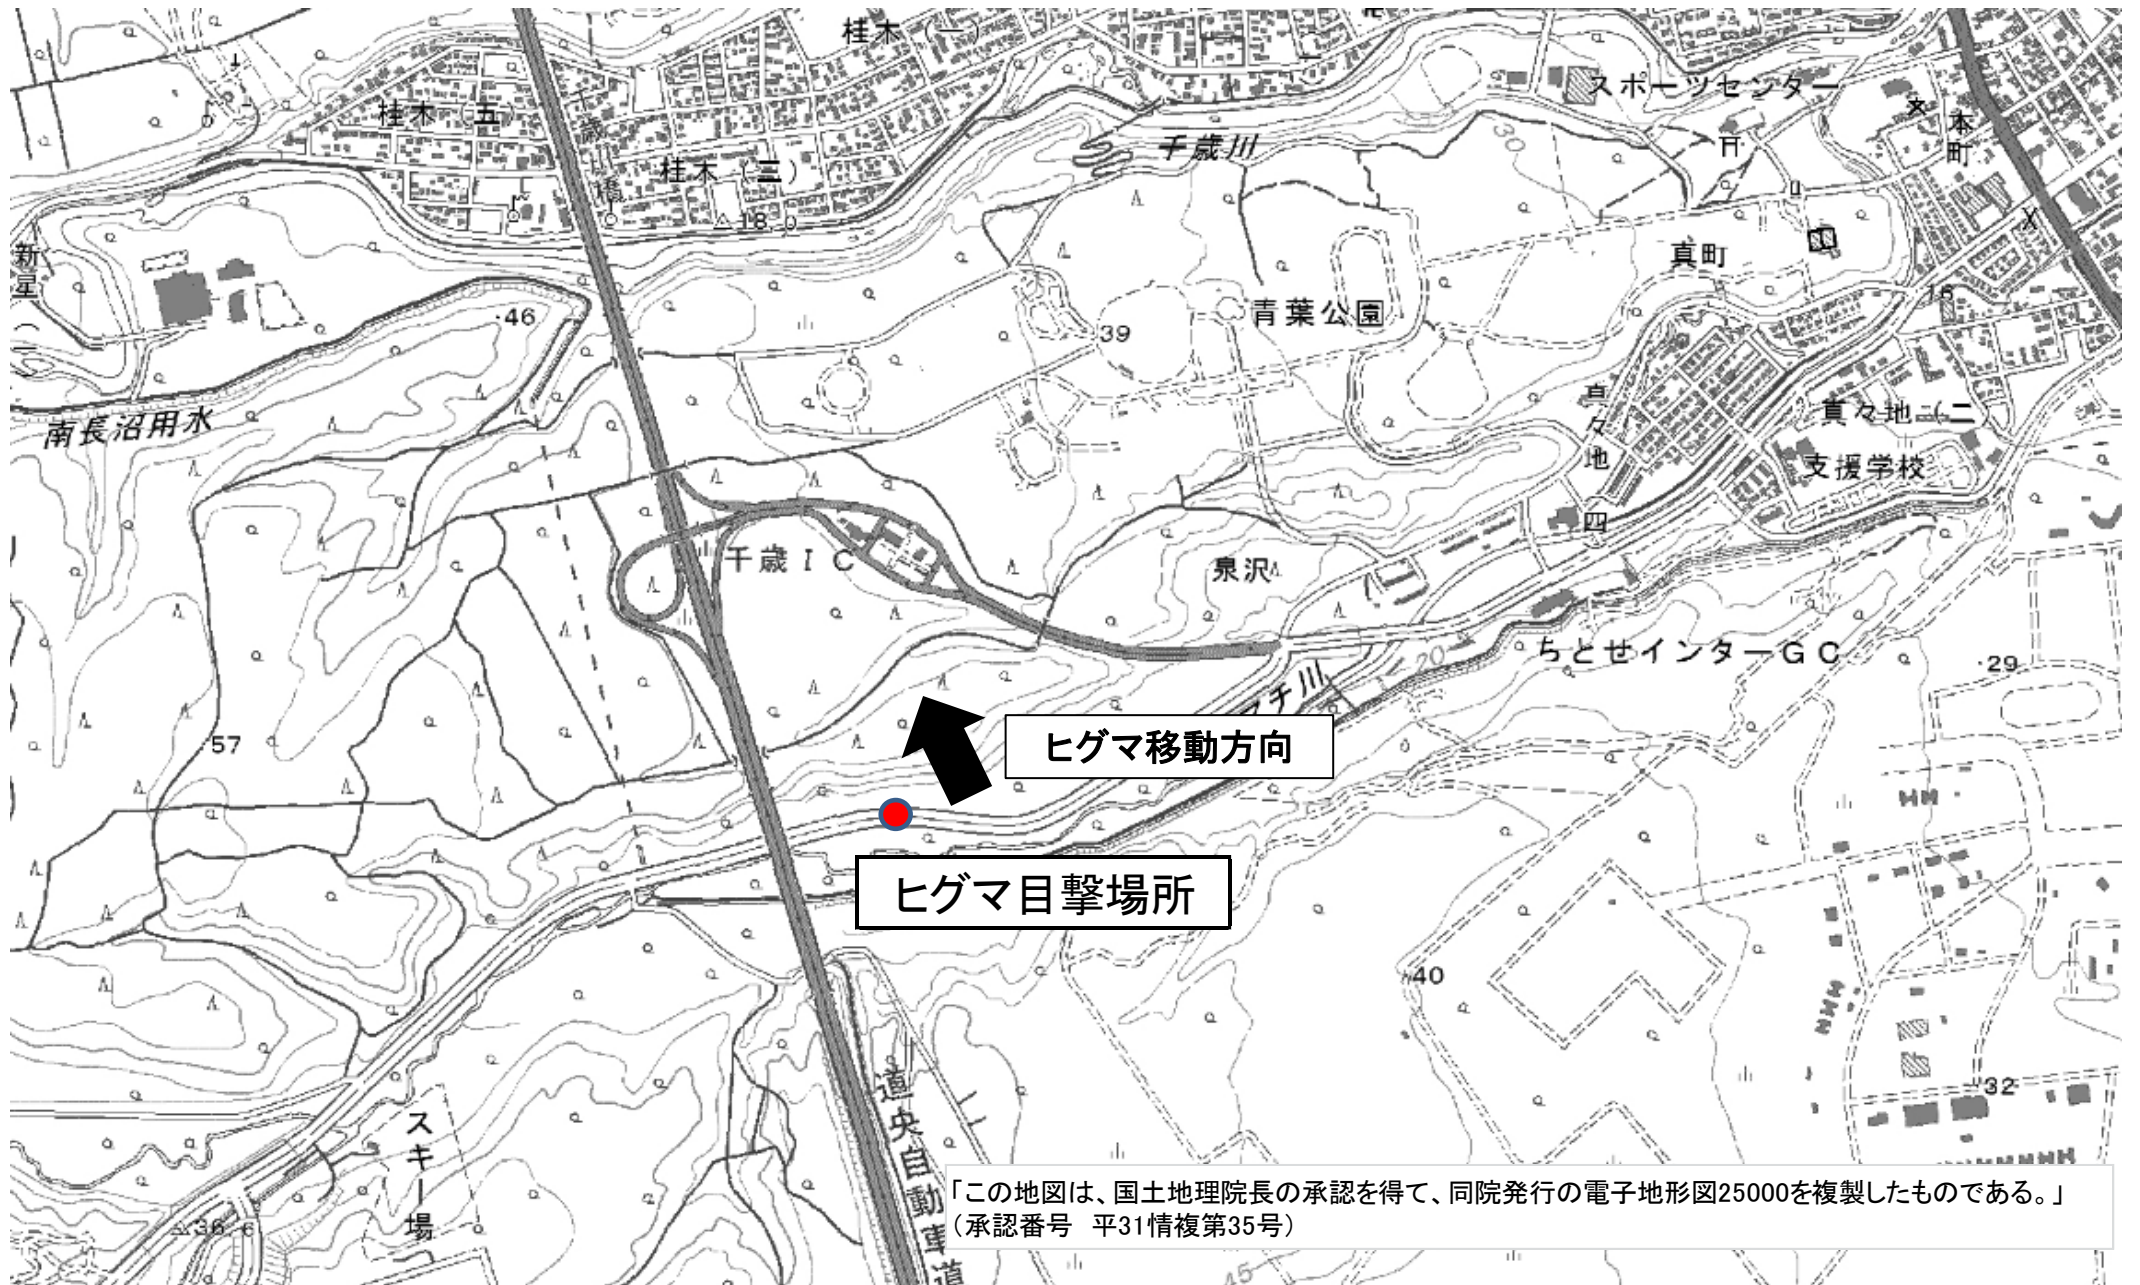 桂木(一)
スポーツセンター
桂木(五)
千歳橋
千歳川
本町
桂木(三)
18.0
30
新星(一)
真町
・46
青葉公園
16
39
南長沼用水
真々地(二
真々地
四
支援学校
千歳IC
泉沢
ちとせインターGC
20
・29
マチ川
ヒグマ移動方向
・57
ヒグマ目撃場所
40
32
道央自動車道
スキー場
36.6
45
「この地図は、国土地理院長の承認を得て、同院発行の電子地形図25000を複製したものである。」
(承認番号 平31情複第35号)